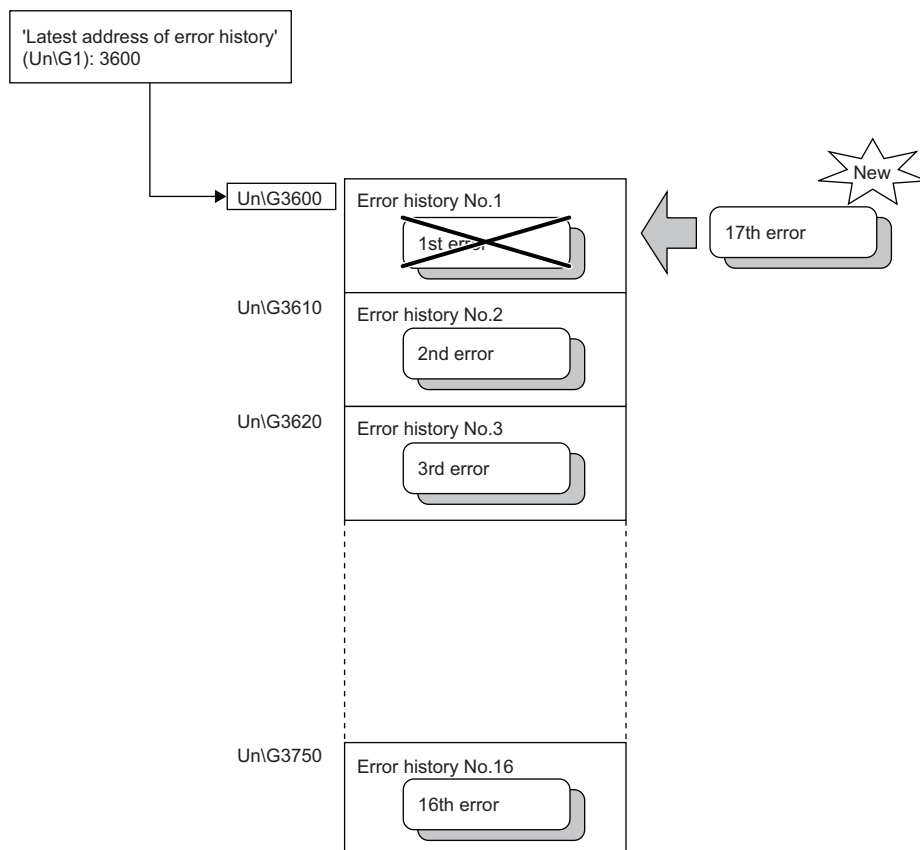 'Latest address of error history'
(Un\G1): 3600
New
Un\G3600
Error history No.1
1st error
17th error
Un\G3610
Error history No.2
2nd error
Un\G3620
Error history No.3
3rd error
Un\G3750
Error history No.16
16th error